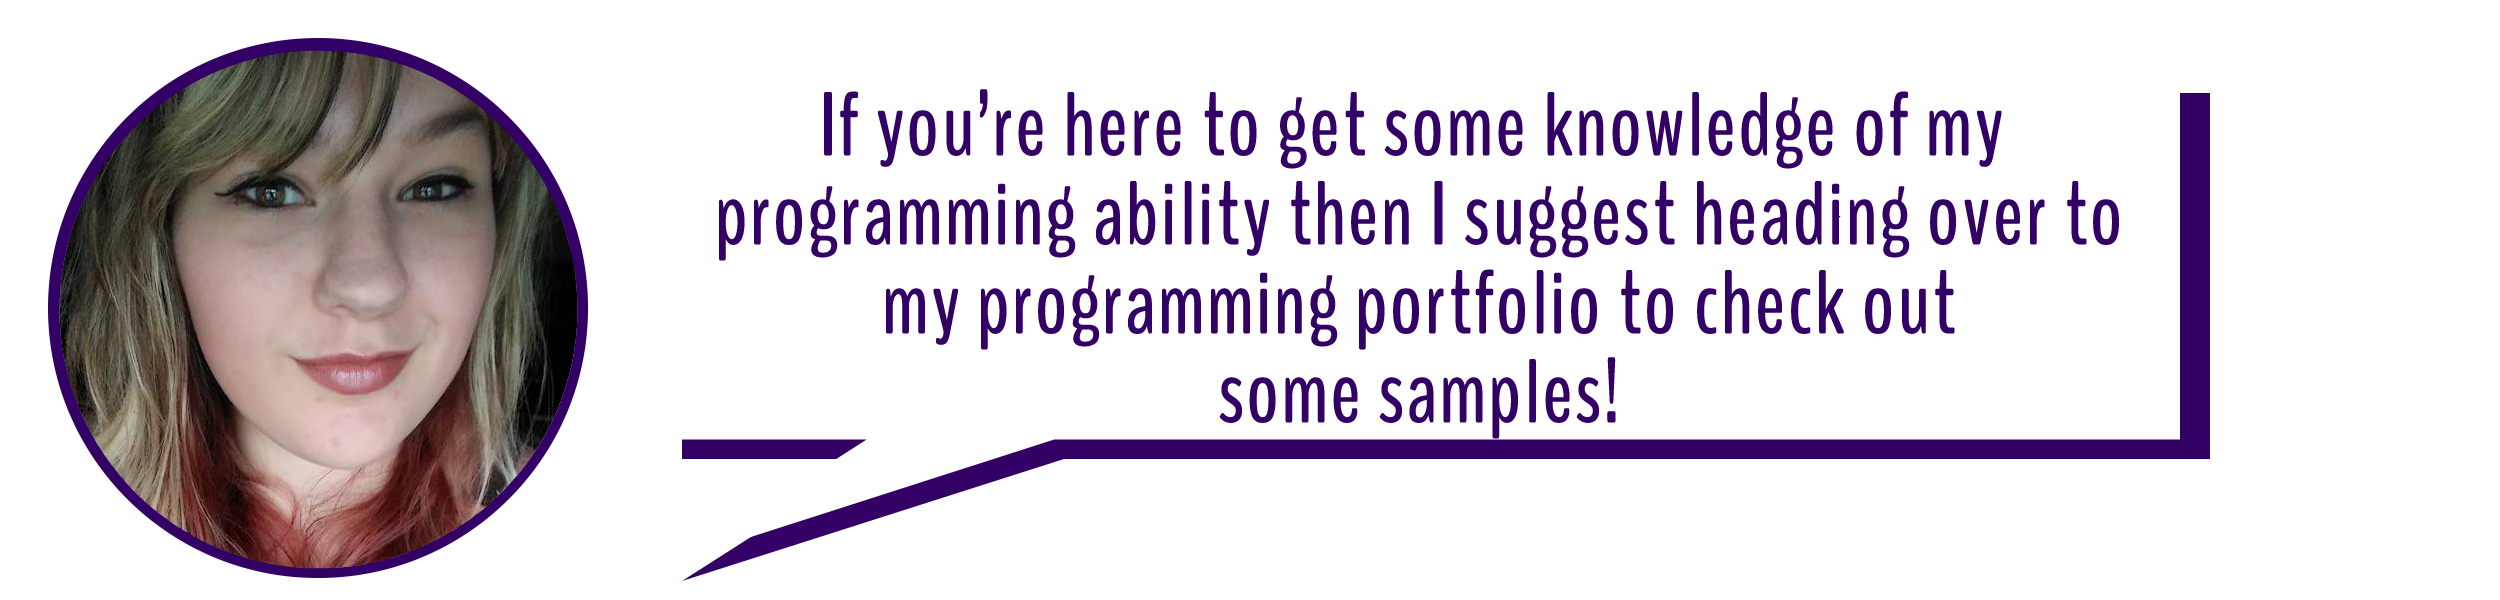 If you’re here to get some knowledge of my
programming ability then I suggest heading over to
my programming portfolio to check out
some samples!